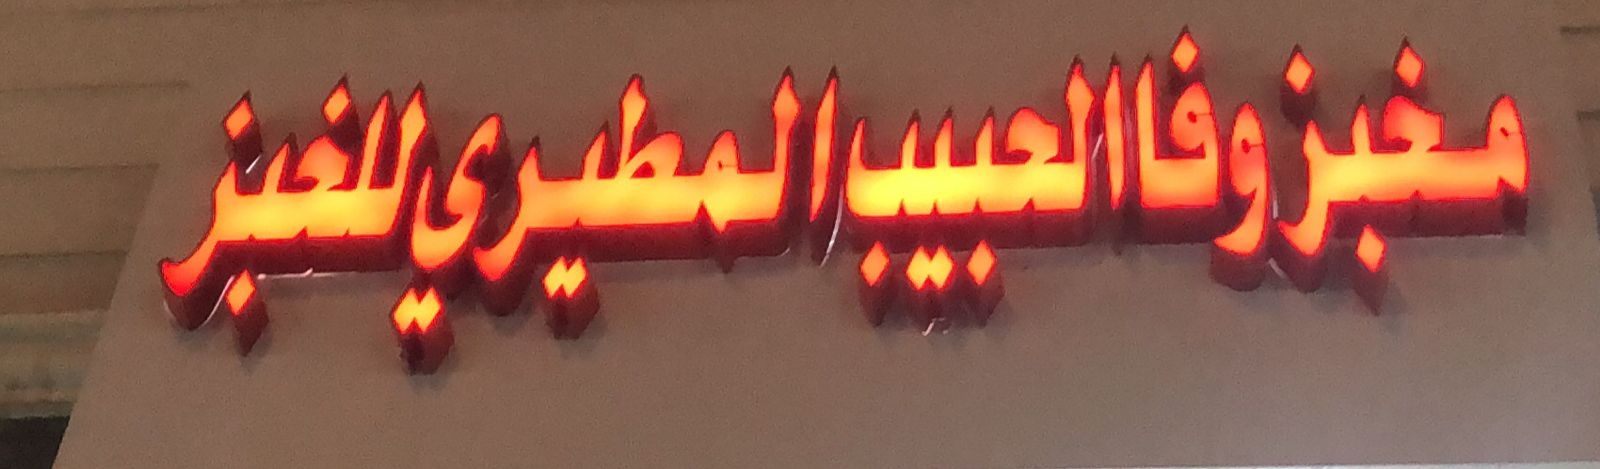 مخبز وفا الحبيب المطيري للخبز